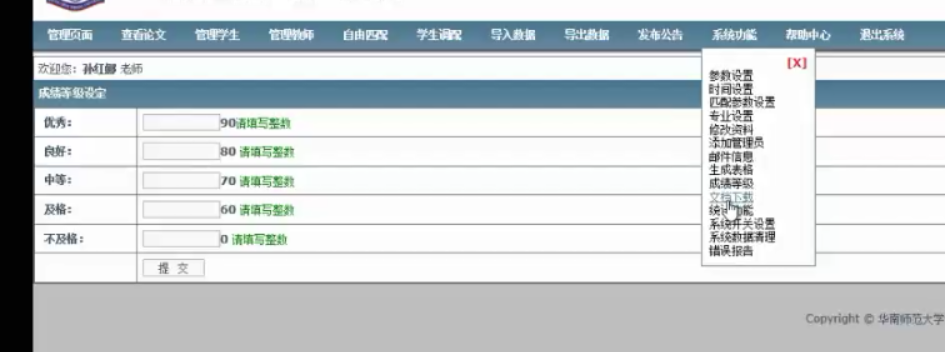 管理页面 查看论文 管理学生 管理教师 自由匹配 学生调配 导入数据 导出数据 发布公告 系统功能 帮助中心 退出系统
欢迎您: 孙红 老师
成绩等级设定
优秀: 90请填写整数
良好: 80 请填写整数
中等: 70 请填写整数
及格: 60 请填写整数
不及格: 0 请填写整数
提 交
[X]
参数设置
时间设置
匹配参数设置
专业设置
修改资料
添加管理员
邮件信息
生成表格
成绩等级
文档下载
统 功能
系统开关设置
系统数据清理
错误报告
Copyright © 华南师范大学